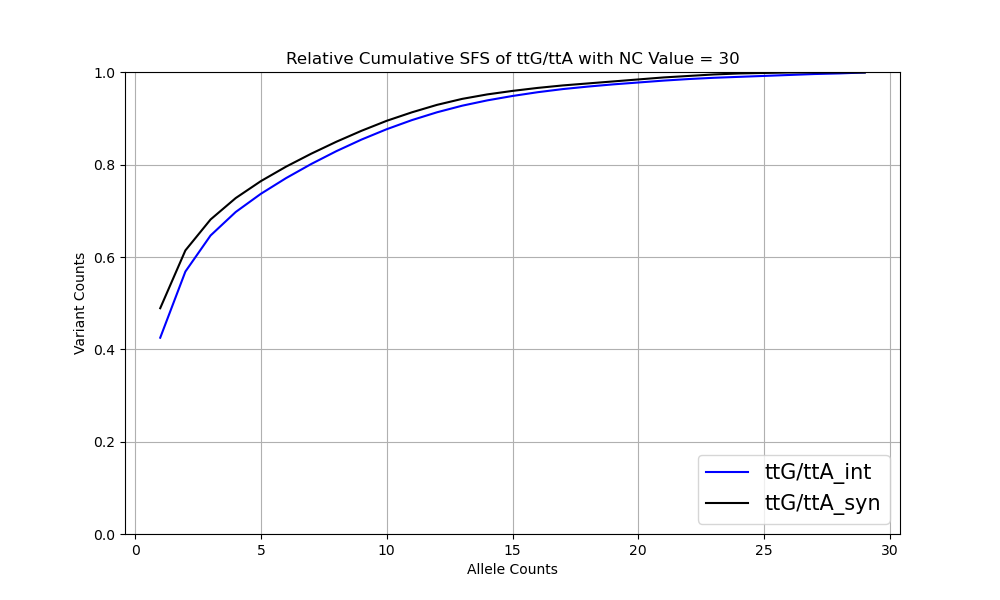 Relative Cumulative SFS of ttG/ttA with NC Value = 30
1.0
0.8
0.6
0.4
0.2
0.0
Variant Counts
ttG/ttA_int
ttG/ttA_syn
0 5 10 15 20 25 30
Allele Counts